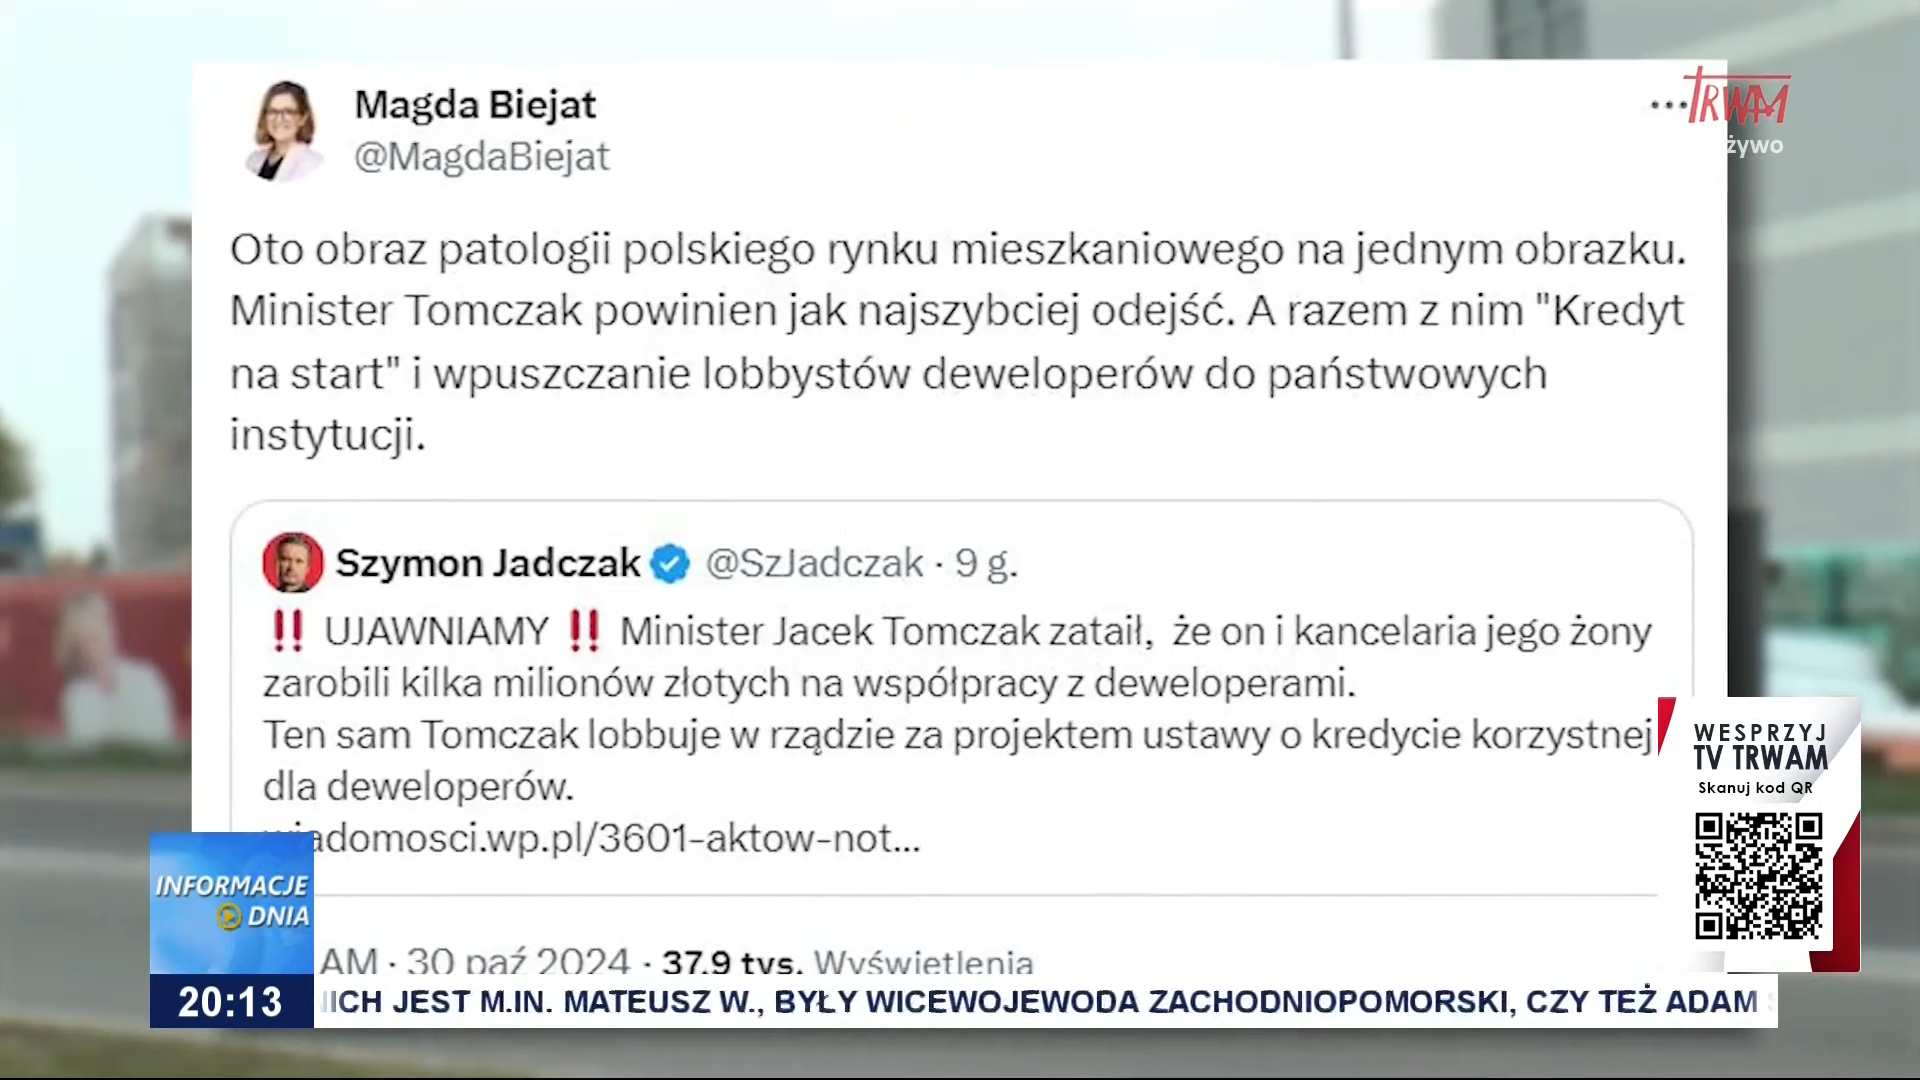 Magda Biejat
@MagdaBiejat
TRWAM
żywo
Oto obraz patologii polskiego rynku mieszkaniowego na jednym obrazku.
Minister Tomczak powinien jak najszybciej odejść. A razem z nim "Kredyt
na start" i wpuszczanie lobbystów deweloperów do państwowych
instytucji.
Szymon Jadczak @SzJadczak · 9 g.
‼ UJAWNIAMY ‼ Minister Jacek Tomczak zataił, że on i kancelaria jego żony
zarobili kilka milionów złotych na współpracy z deweloperami.
Ten sam Tomczak lobbuje w rządzie za projektem ustawy o kredycie korzystnej
dla deweloperów.
wiadomosci.wp.pl/3601-aktow-not...
AM · 30 paź 2024 · 37,9 tys. Wyświetlenia
WESPRZYJ
TV TRWAM
Skanuj kod QR
INFORMACJE
DNIA
20:13
NICH JEST M.IN. MATEUSZ W., BYŁY WICEWOJEWODA ZACHODNIOPOMORSKI, CZY TEŻ ADAM